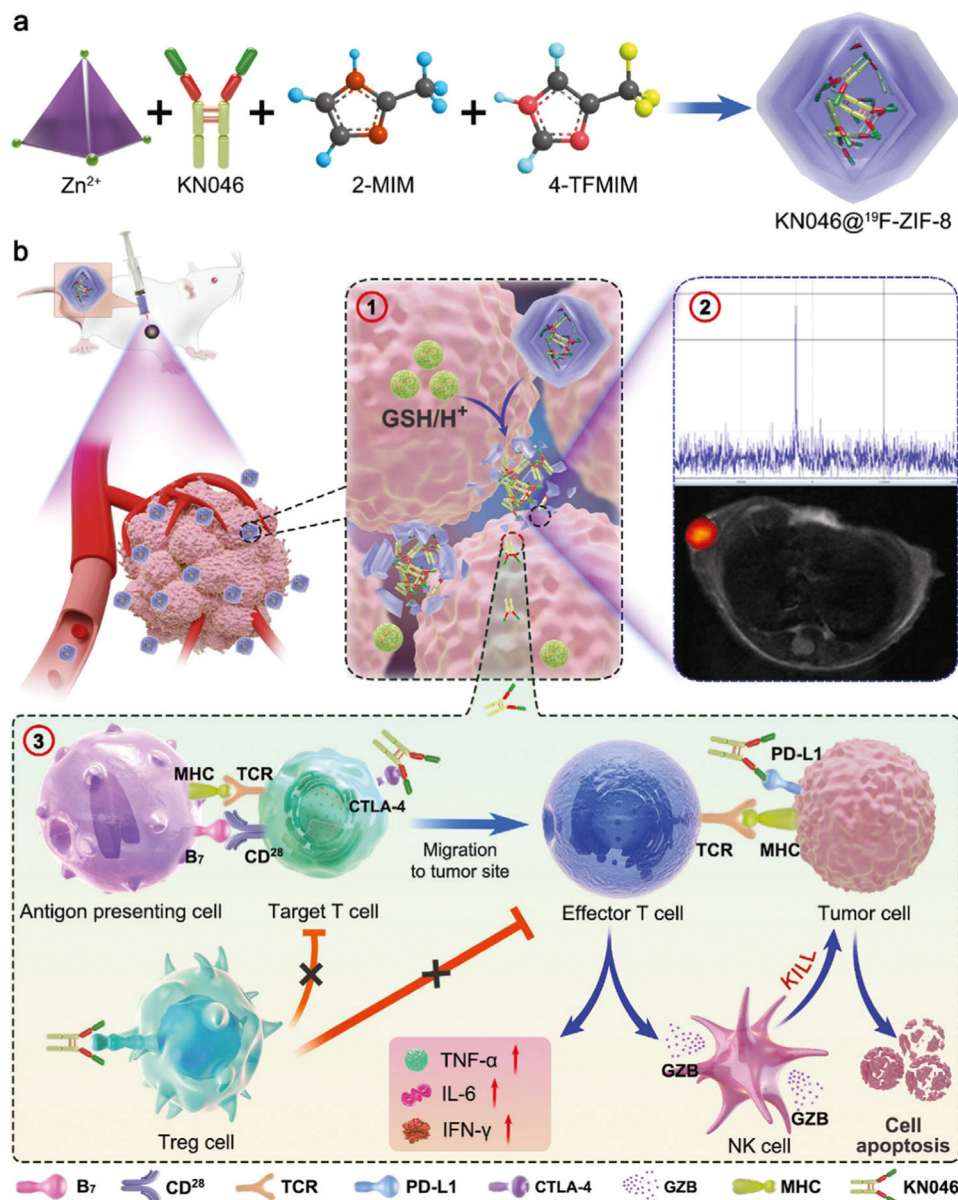 a
Zn²⁺
+
KN046
+
2-MIM
+
4-TFMIM
KN046@¹⁹F-ZIF-8
b
1
GSH/H⁺
2
3
MHC
TCR
CTLA-4
B₇
CD²⁸
Antigon presenting cell
Target T cell
Migration
to tumor site
PD-L1
TCR
MHC
Effector T cell
Tumor cell
Treg cell
TNF-α
IL-6
IFN-γ
KILL
GZB
GZB
NK cell
Cell
apoptosis
B₇
CD²⁸
TCR
PD-L1
CTLA-4
GZB
MHC
KN046